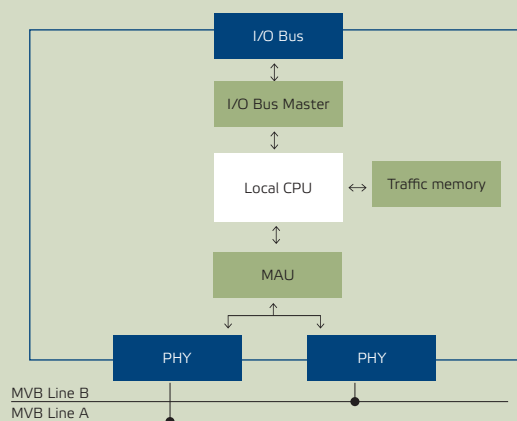 I/O Bus
I/O Bus Master
Local CPU
Traffic memory
MAU
PHY
PHY
MVB Line B
MVB Line A